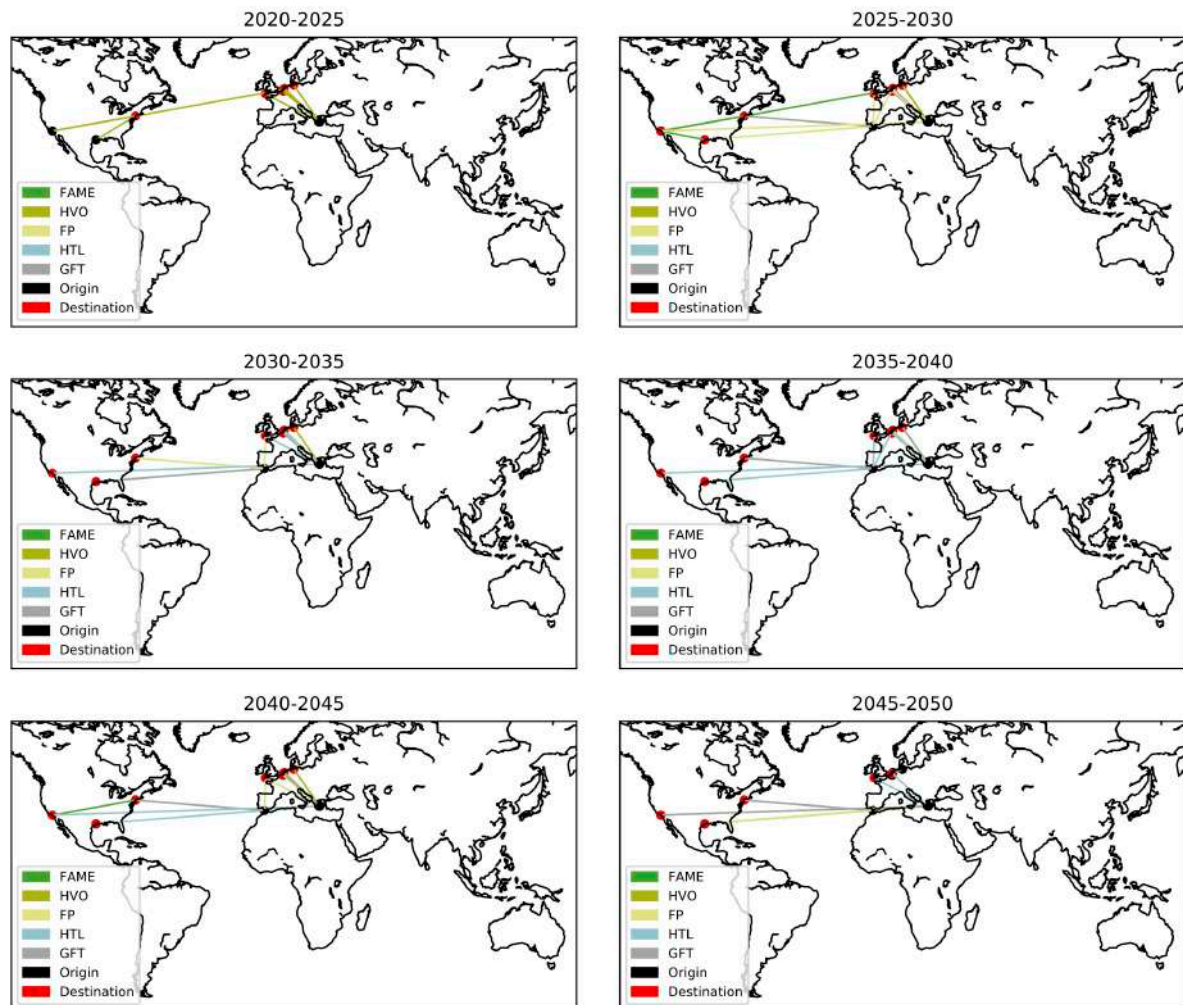 2020-2025
FAME
HVO
FP
HTL
GFT
Origin
Destination
2025-2030
FAME
HVO
FP
HTL
GFT
Origin
Destination
2030-2035
FAME
HVO
FP
HTL
GFT
Origin
Destination
2035-2040
FAME
HVO
FP
HTL
GFT
Origin
Destination
2040-2045
FAME
HVO
FP
HTL
GFT
Origin
Destination
2045-2050
FAME
HVO
FP
HTL
GFT
Origin
Destination